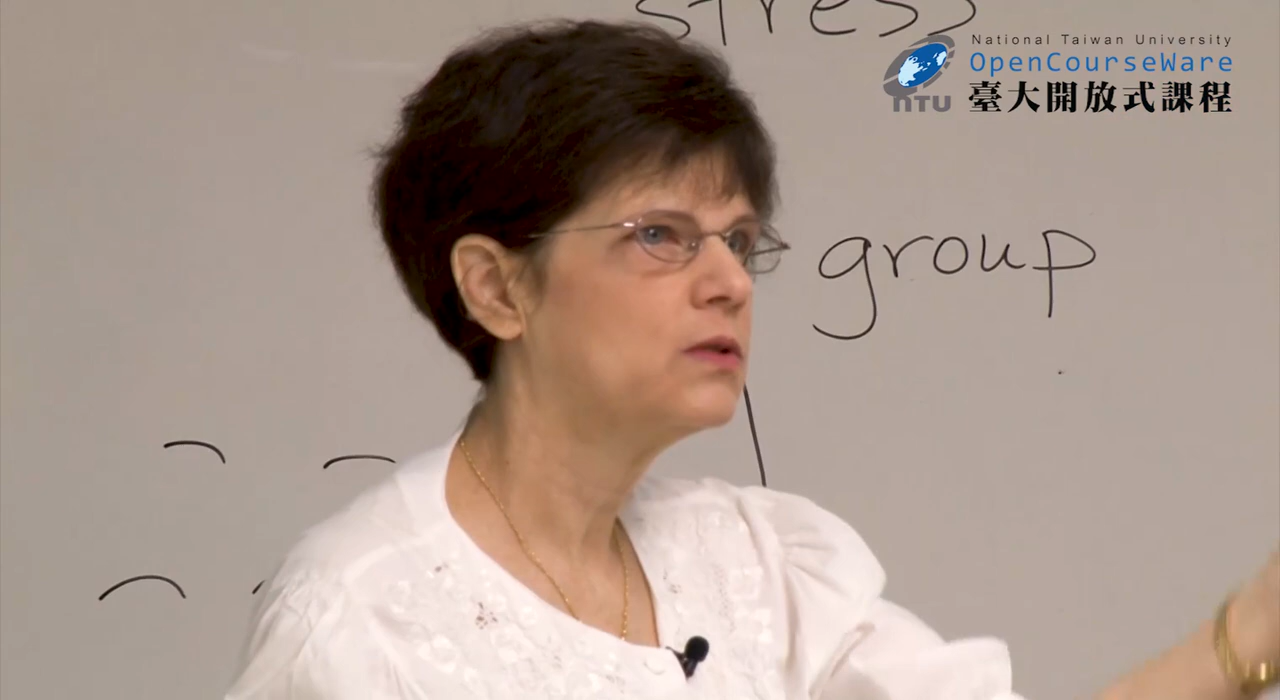 stress
National Taiwan University
OpenCourseWare
NTU
臺大開放式課程
group